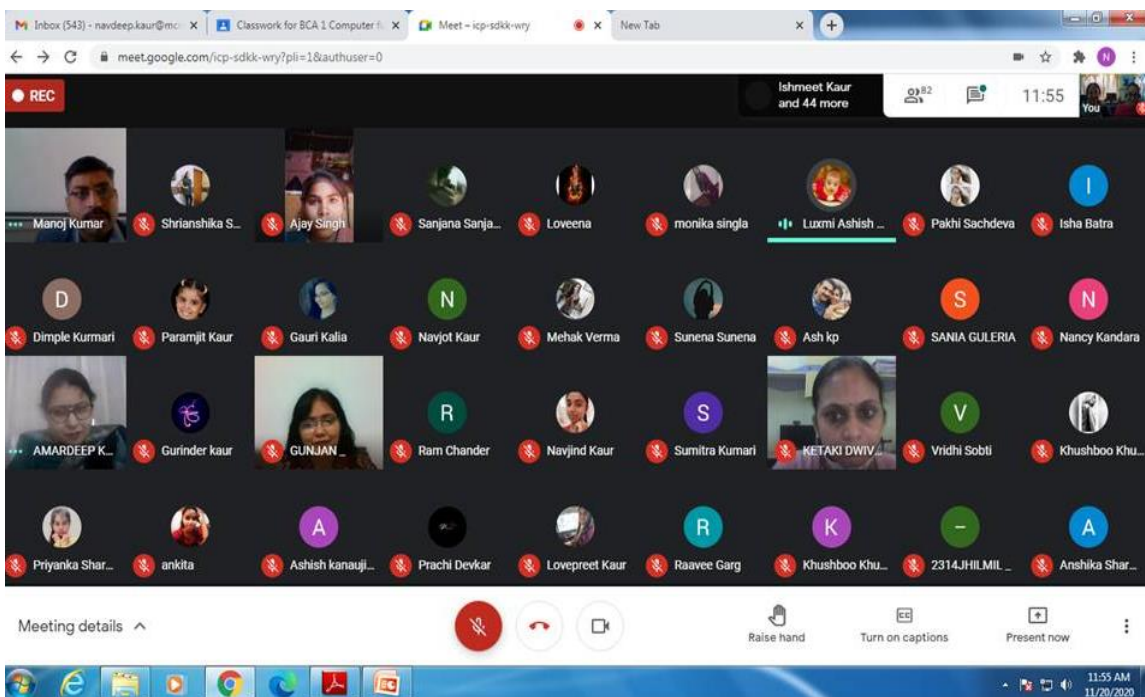 Inbox (543) - navdeep.kaur@mc
Classwork for BCA 1 Computer f
Meet – icp-sdkk-wry
New Tab
meet.google.com/icp-sdkk-wry?pli=1&authuser=0
N
REC
Ishmeet Kaur
and 44 more
82
11:55
You
I
Manoj Kumar
Shrianshika S...
Ajay Singh
Sanjana Sanja...
Loveena
monika singla
Luxmi Ashish ...
Pakhi Sachdeva
Isha Batra
D
N
S
N
Dimple Kurmari
Paramjit Kaur
Gauri Kalia
Navjot Kaur
Mehak Verma
Sunena Sunena
Ash kp
SANIA GULERIA
Nancy Kandara
R
S
V
AMARDEEP K...
Gurinder kaur
GUNJAN _
Ram Chander
Navjind Kaur
Sumitra Kumari
KETAKI DWIV...
Vridhi Sobti
Khushboo Khu...
A
R
K
–
A
Priyanka Shar...
ankita
Ashish kanauji...
Prachi Devkar
Lovepreet Kaur
Raavee Garg
Khushboo Khu...
2314JHILMIL _
Anshika Shar...
Meeting details
Raise hand
CC
Turn on captions
Present now
11:55 AM
11/20/2020